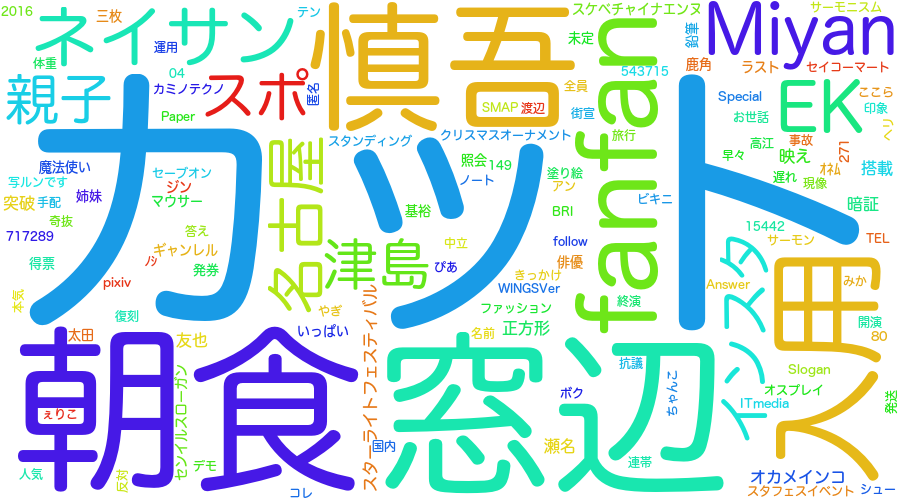 カット
朝食
窓辺
慎吾
fanfan
大用
ネイサン
Miyan
EK
親子
スポ
名古屋
津島
インスタ
2016
三枚
テン
運用
体重
04
カミノテクノ
匿名
Paper
SMAP
渡辺
スケベチャイナエンヌ
未定
鉛筆
鹿角
サーモニスム
ラスト
セイコーマート
543715
全員
街宣
Special
お世話
ここら
印象
ヘリ
クリスマスオーナメント
スタンディング
旅行
高江
事故
271
早々
映え
オネム
搭載
魔法使い
写ルンです
セーブオン
ジン
マウサー
姉妹
突破
手配
奇抜
照会
149
ノート
塗り絵
アン
ビキニ
遅れ
現像
暗証
基裕
BRI
15442
717289
答え
ギャンレル
中立
follow
サーモン
TEL
得票
発券
pixiv
ぴあ
きっかけ
俳優
WINGSVer
Answer
みか
本気
復刻
やぎ
ファッション
終演
開演
太田
友也
いっぱい
名前
正方形
80
スターライトフェスティバル
センイルスローガン
抗議
Slogan
ぇりこ
ボク
ちゃんこ
オスプレイ
ITmedia
発送
人気
反対
デモ
国内
瀬名
連帯
オカメインコ
コレ
スタフェスイベント
シュー